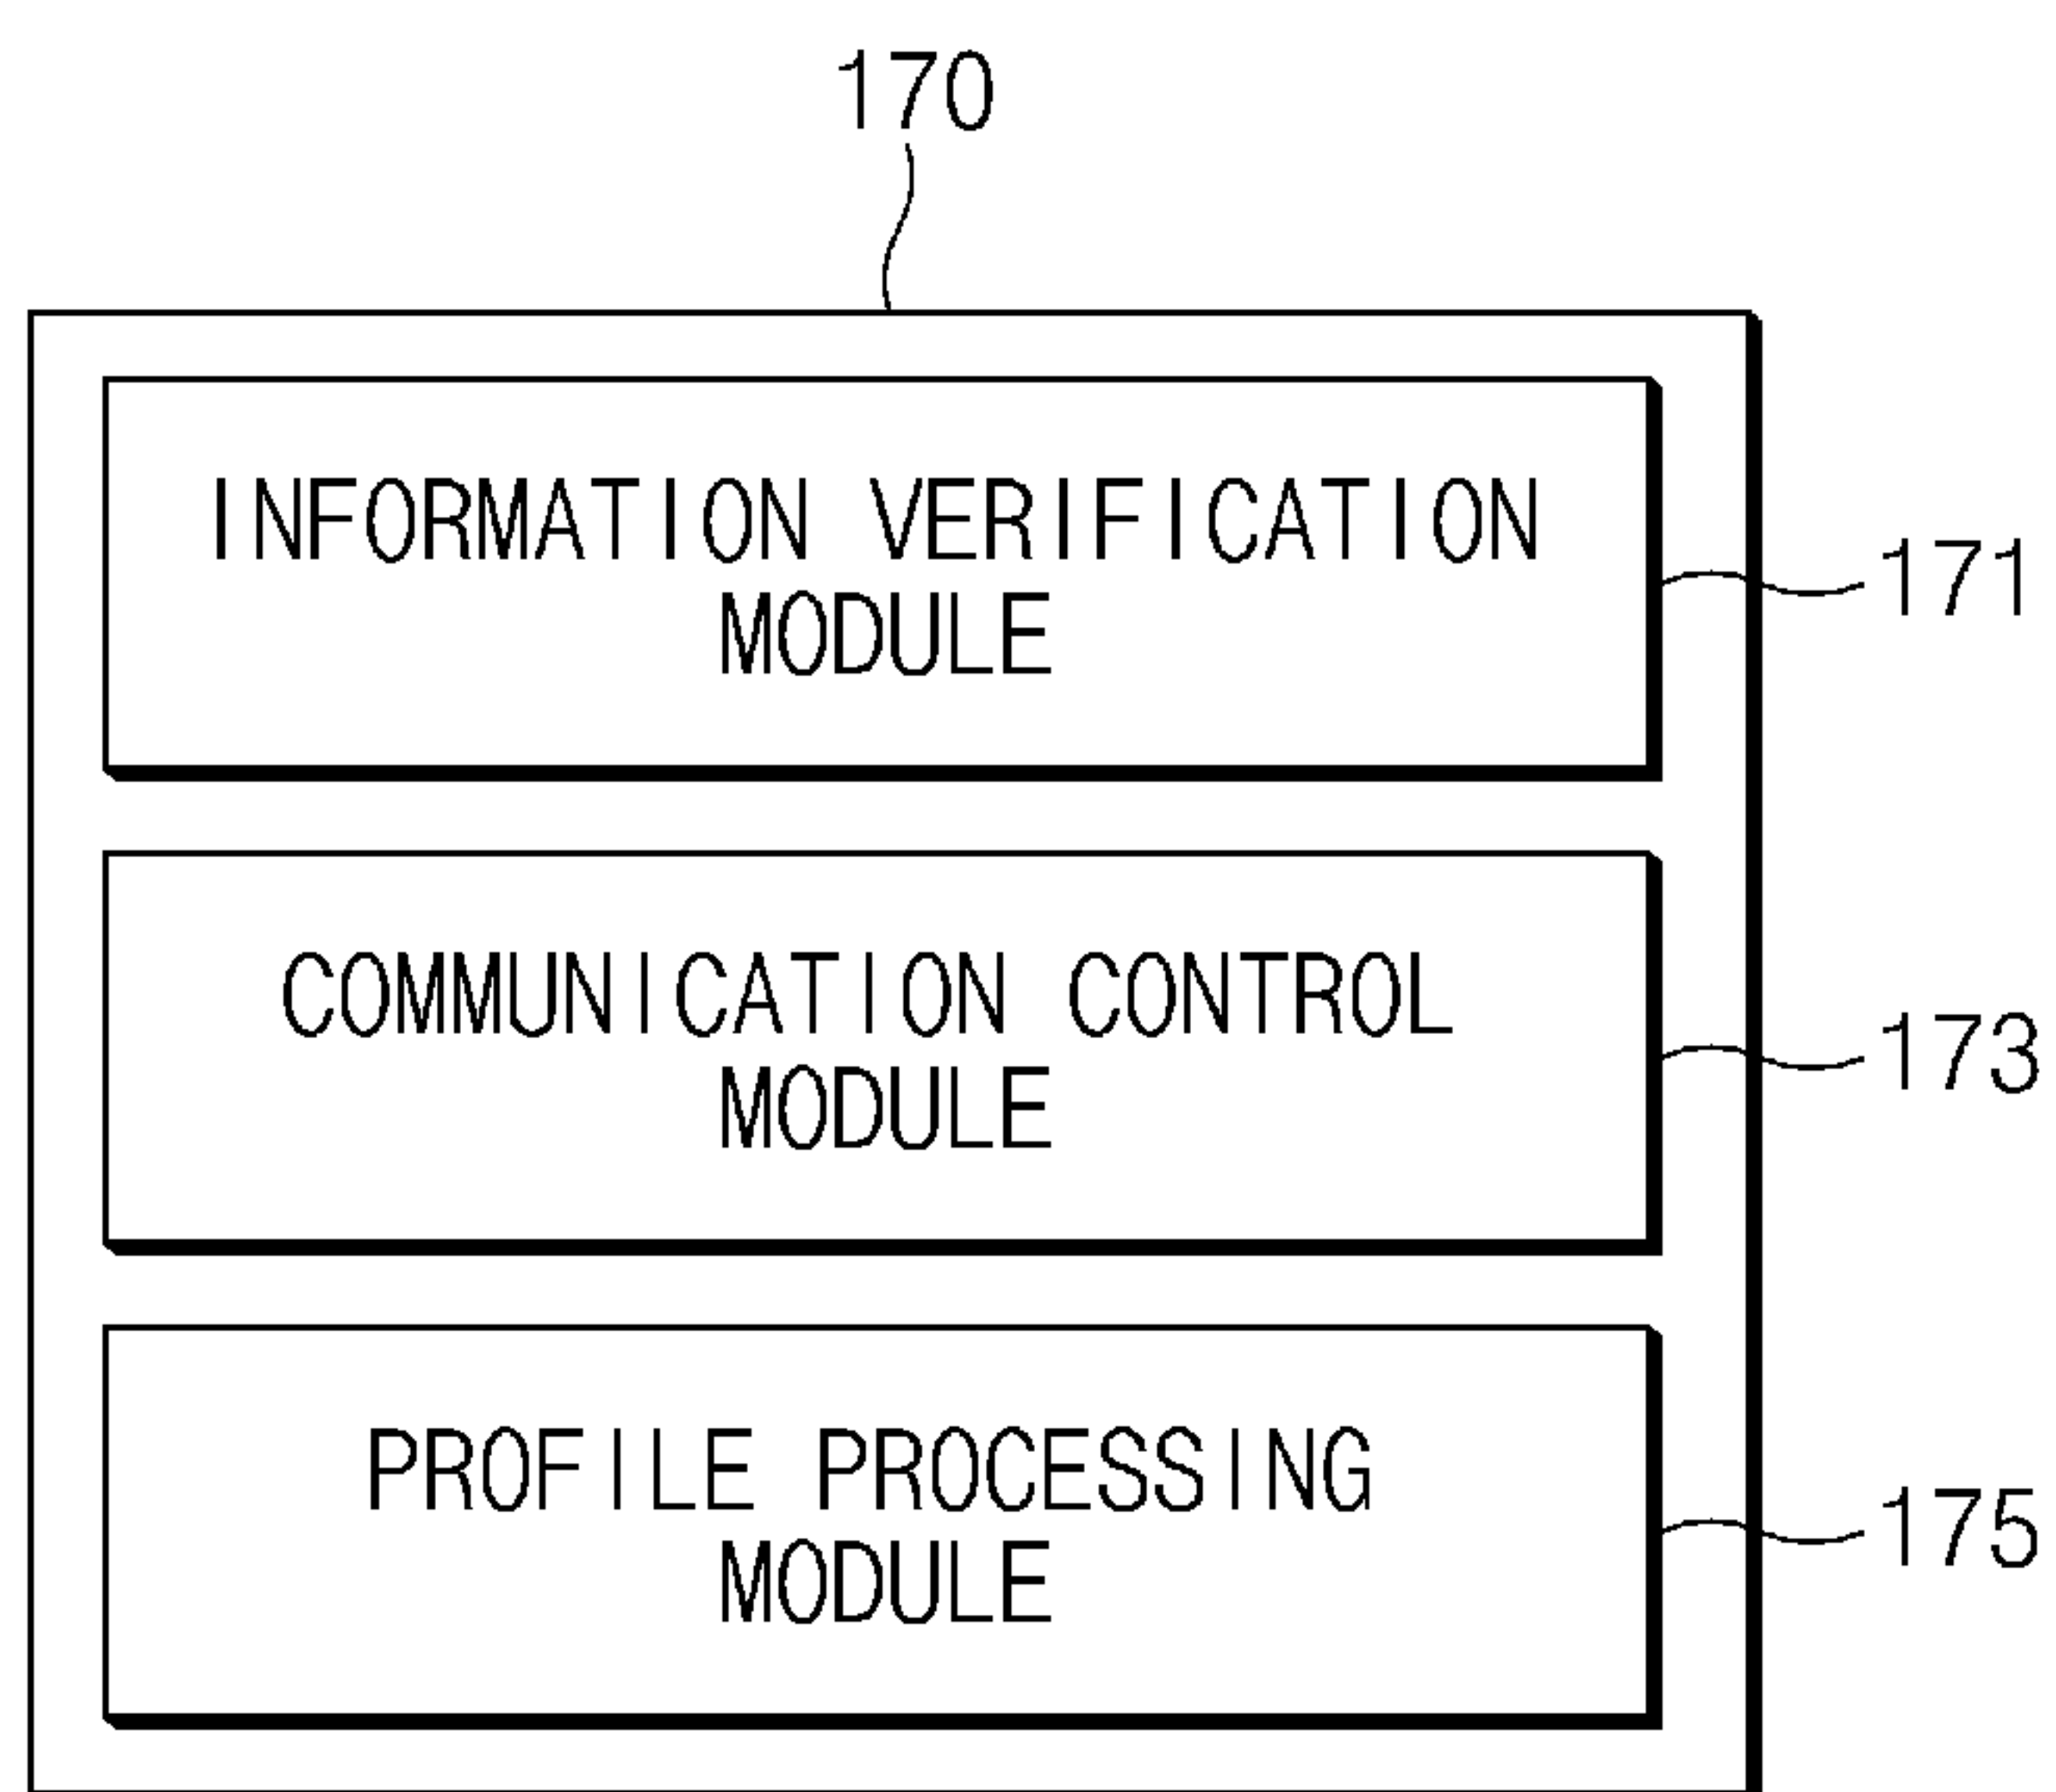 170
INFORMATION VERIFICATION
MODULE
171
COMMUNICATION CONTROL
MODULE
173
PROFILE PROCESSING
MODULE
175